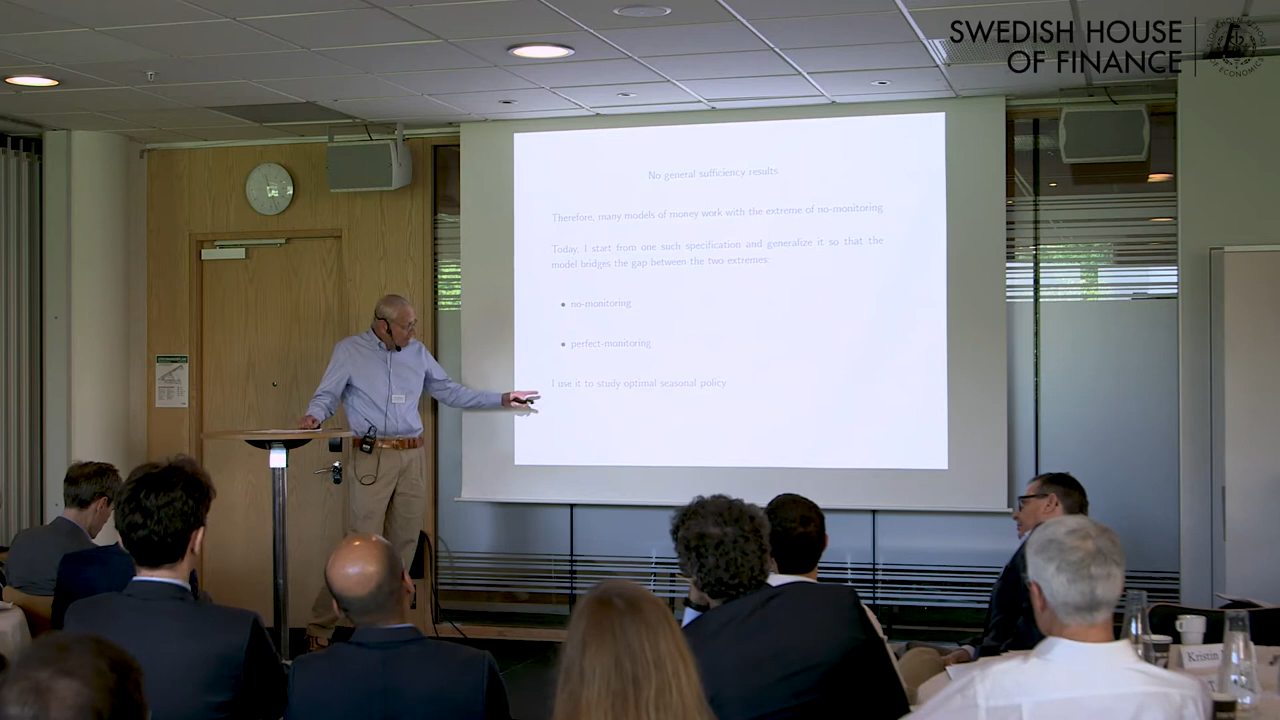 SWEDISH HOUSE
OF FINANCE
No general sufficiency results.
Therefore, many models of money work with the extreme of no-monitoring
Today, I start from one such specification and generalize it so that the
model bridges the gap between the two extremes:
• no-monitoring
• perfect-monitoring
I use it to study optimal seasonal policy
Kristin